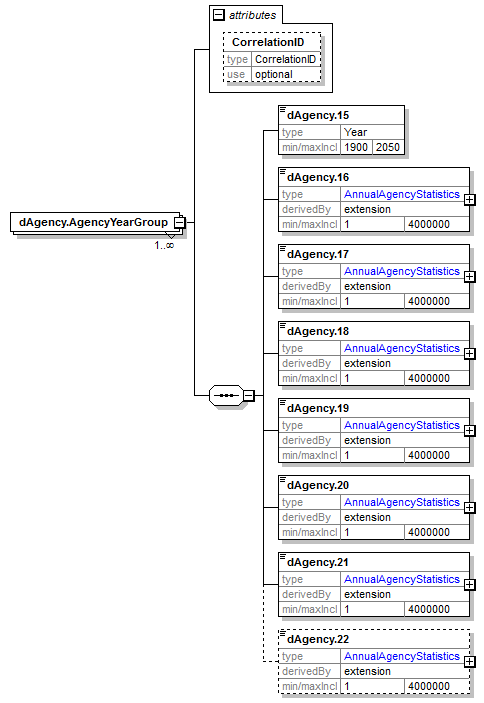 attributes
CorrelationID
type CorrelationID
use optional
dAgency.15
type Year
min/maxIncl 1900 2050
dAgency.16
type AnnualAgencyStatistics
derivedBy extension
min/maxIncl 1 4000000
dAgency.AgencyYearGroup
1..∞
dAgency.17
type AnnualAgencyStatistics
derivedBy extension
min/maxIncl 1 4000000
dAgency.18
type AnnualAgencyStatistics
derivedBy extension
min/maxIncl 1 4000000
dAgency.19
type AnnualAgencyStatistics
derivedBy extension
min/maxIncl 1 4000000
dAgency.20
type AnnualAgencyStatistics
derivedBy extension
min/maxIncl 1 4000000
dAgency.21
type AnnualAgencyStatistics
derivedBy extension
min/maxIncl 1 4000000
dAgency.22
type AnnualAgencyStatistics
derivedBy extension
min/maxIncl 1 4000000